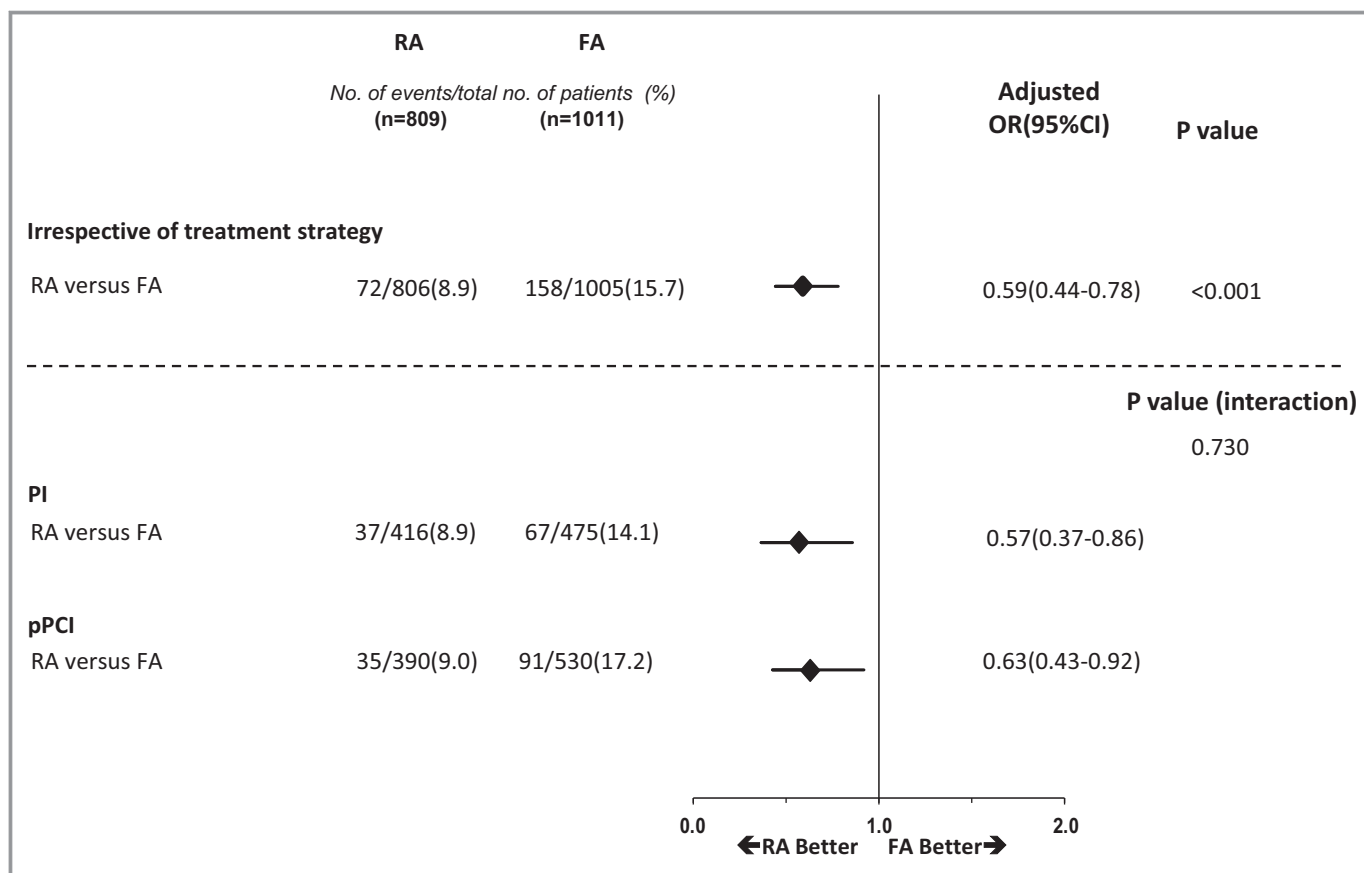 RA FA
No. of events/total no. of patients (%)
(n=809) (n=1011)
Adjusted
OR(95%CI)
P value
Irrespective of treatment strategy
RA versus FA 72/806(8.9) 158/1005(15.7) 0.59(0.44-0.78) <0.001
P value (interaction)
0.730
PI
RA versus FA 37/416(8.9) 67/475(14.1) 0.57(0.37-0.86)
pPCI
RA versus FA 35/390(9.0) 91/530(17.2) 0.63(0.43-0.92)
0.0 1.0 2.0
←RA Better FA Better→